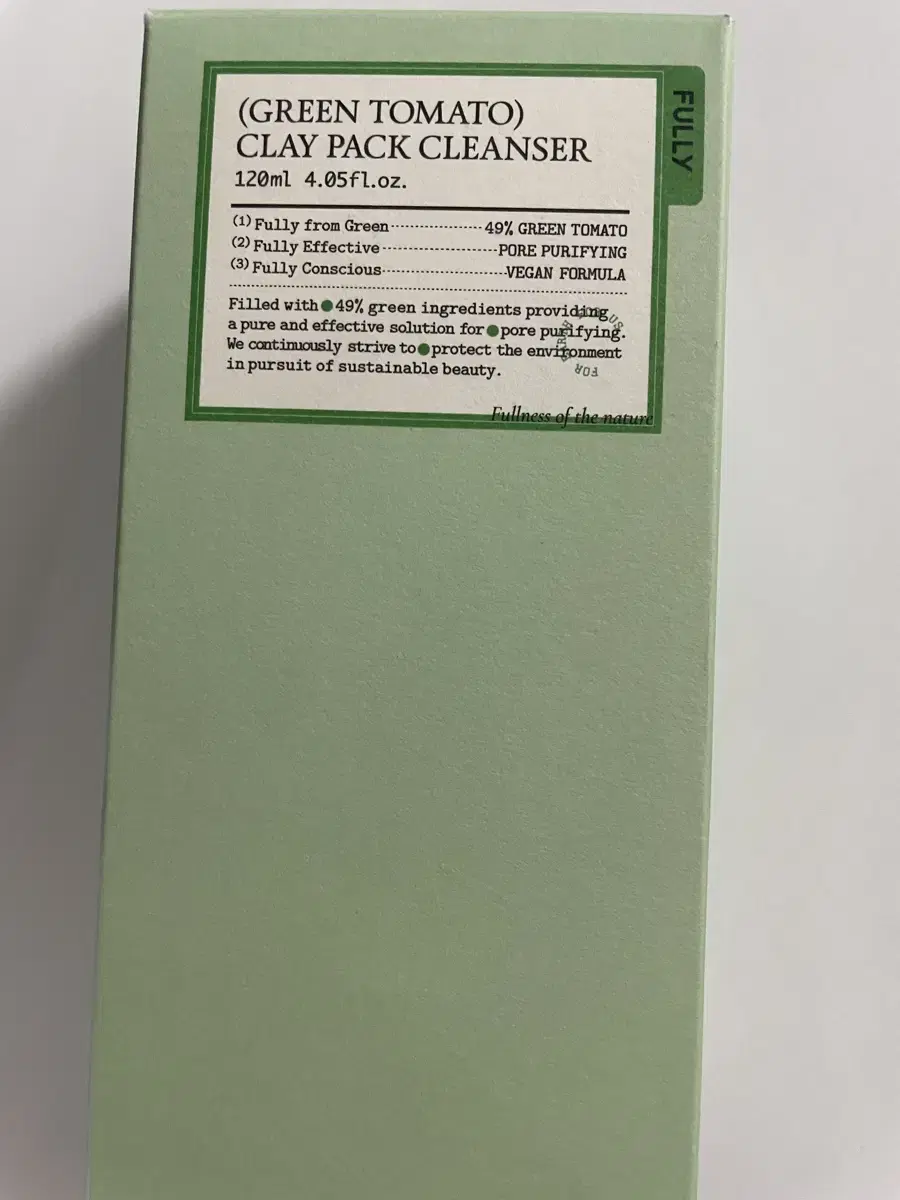 FULLY
(GREEN TOMATO)
CLAY PACK CLEANSER
120ml 4.05fl.oz.
(1) Fully from Green------------------49% GREEN TOMATO
(2) Fully Effective-----------------------PORE PURIFYING
(3) Fully Conscious-------------------------VEGAN FORMULA
Filled with●49% green ingredients providing
a pure and effective solution for●pore purifying.
We continuously strive to●protect the environment
in pursuit of sustainable beauty.
FOR
US
Fullness of the nature